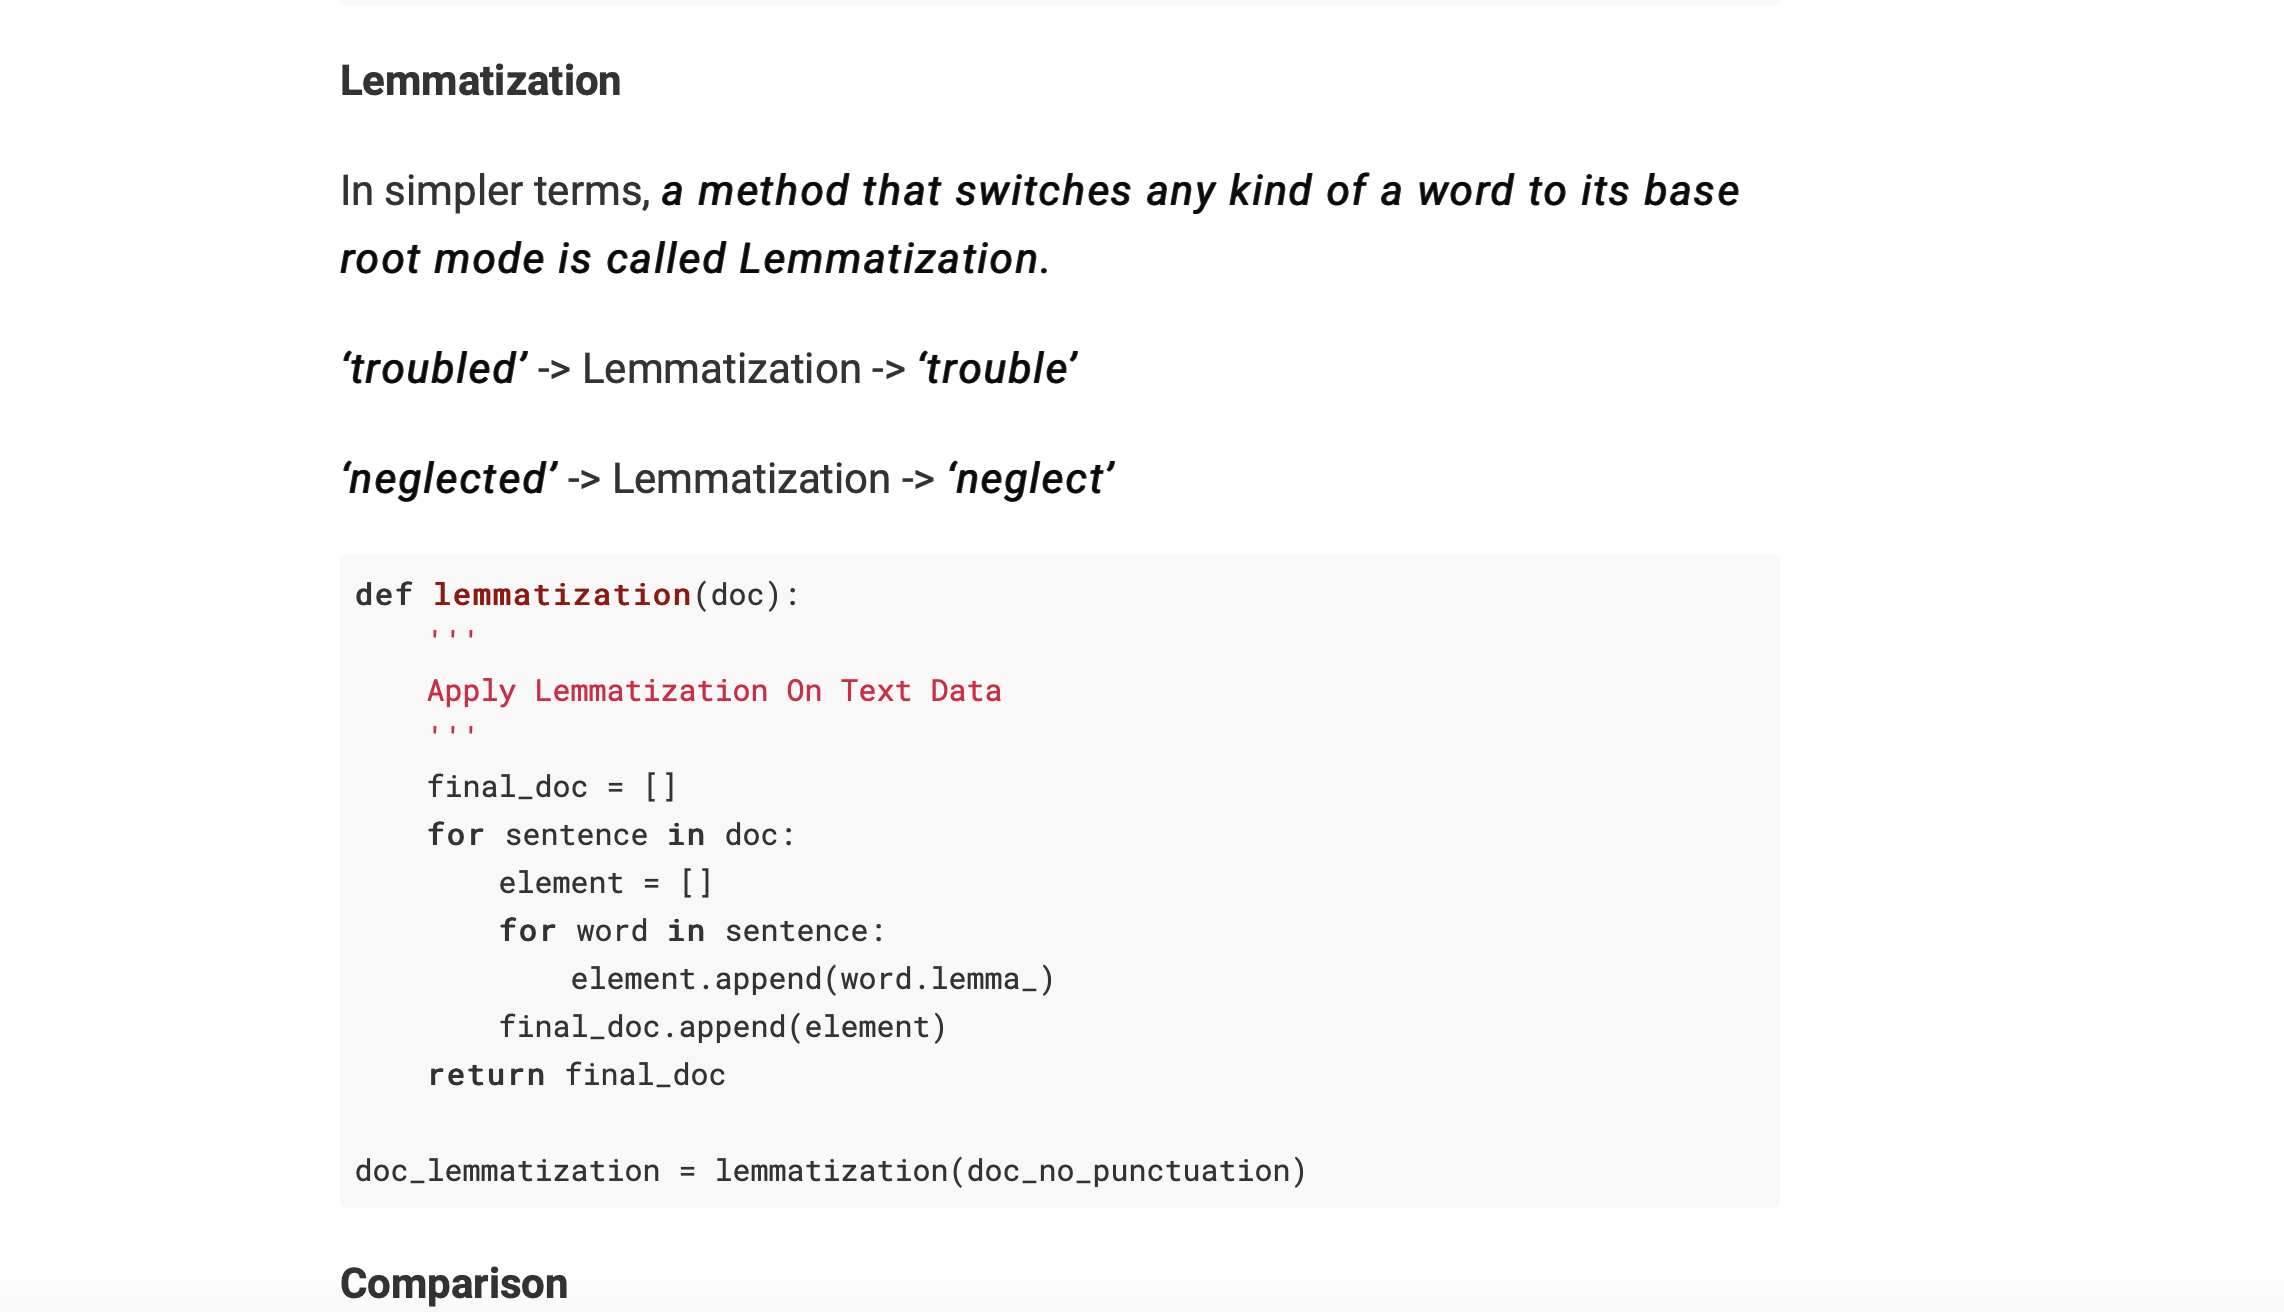 Lemmatization
In simpler terms, a method that switches any kind of a word to its base
root mode is called Lemmatization.
‘troubled’ -> Lemmatization -> ‘trouble’
‘neglected’ -> Lemmatization -> ‘neglect’
def lemmatization(doc):
    '''
    Apply Lemmatization On Text Data
    '''
    final_doc = []
    for sentence in doc:
        element = []
        for word in sentence:
            element.append(word.lemma_)
        final_doc.append(element)
    return final_doc
doc_lemmatization = lemmatization(doc_no_punctuation)
Comparison